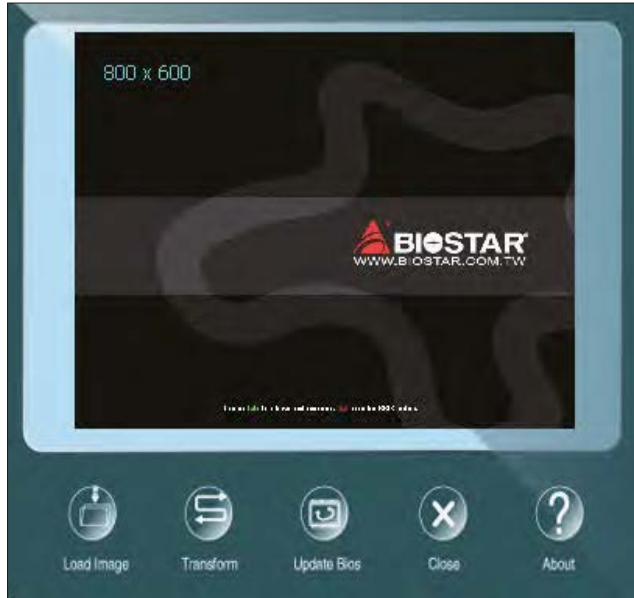 800 x 600
BIOSTAR
WWW.BIOSTAR.COM.TW
Load Image
Transform
Update Bios
Close
About